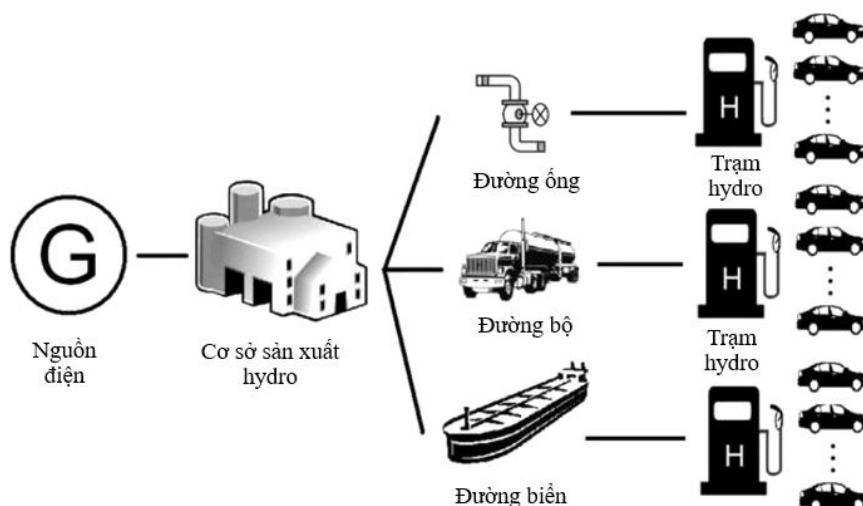 G
Nguồn
điện
Cơ sở sản xuất
hydro
Đường ống
Đường bộ
Đường biển
H
Trạm
hydro
H
Trạm
hydro
H